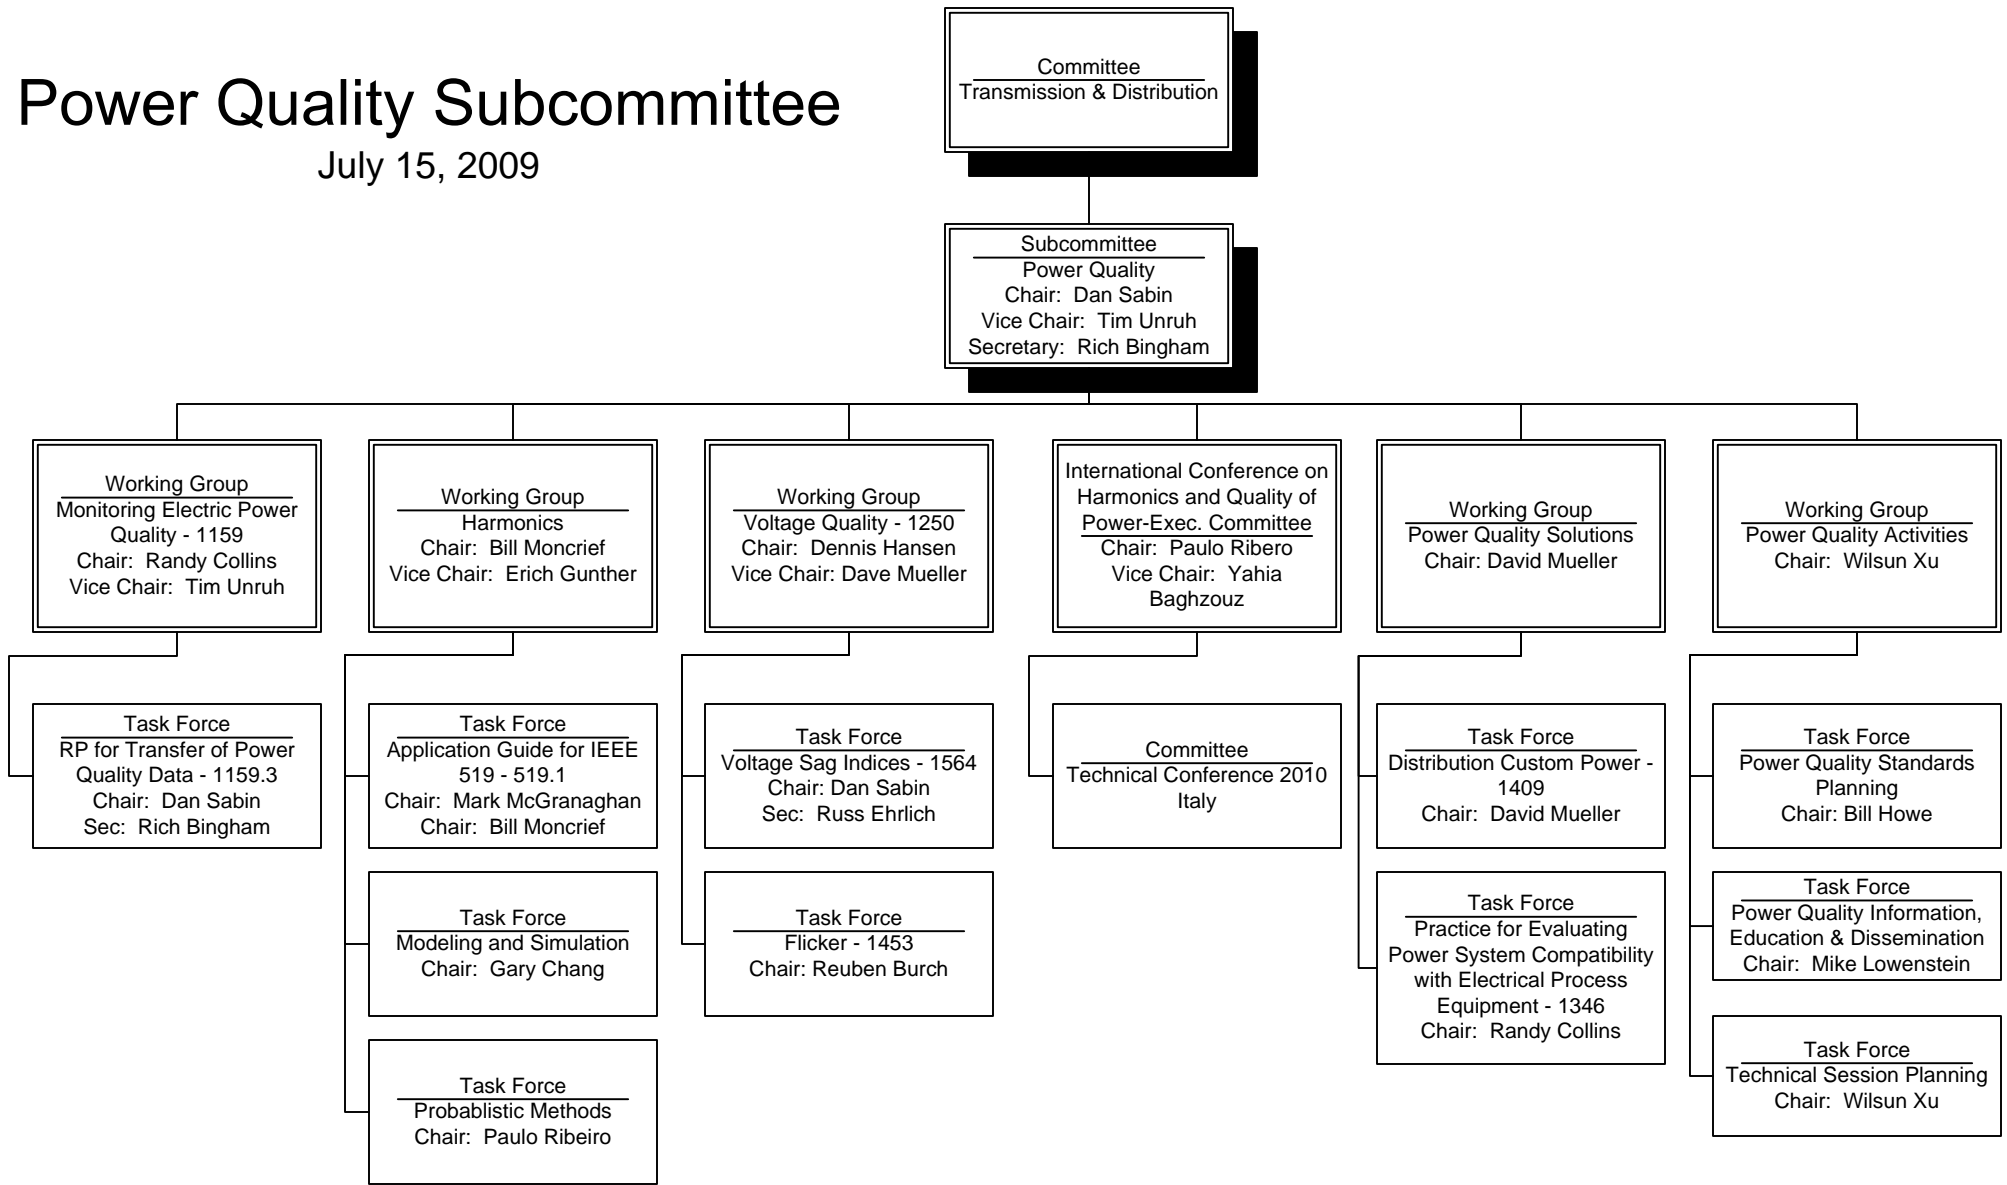 Power Quality Subcommittee
July 15, 2009
Committee
Transmission & Distribution
Subcommittee
Power Quality
Chair:  Dan Sabin
Vice Chair:  Tim Unruh
Secretary:  Rich Bingham
Working Group
Monitoring Electric Power
Quality - 1159
Chair:  Randy Collins
Vice Chair:  Tim Unruh
Working Group
Harmonics
Chair:  Bill Moncrief
Vice Chair:  Erich Gunther
Working Group
Voltage Quality - 1250
Chair:  Dennis Hansen
Vice Chair: Dave Mueller
International Conference on
Harmonics and Quality of
Power-Exec. Committee
Chair:  Paulo Ribero
Vice Chair:  Yahia
Baghzouz
Working Group
Power Quality Solutions
Chair: David Mueller
Working Group
Power Quality Activities
Chair:  Wilsun Xu
Task Force
RP for Transfer of Power
Quality Data - 1159.3
Chair:  Dan Sabin
Sec:  Rich Bingham
Task Force
Application Guide for IEEE
519 - 519.1
Chair:  Mark McGranaghan
Chair:  Bill Moncrief
Task Force
Voltage Sag Indices - 1564
Chair: Dan Sabin
Sec:  Russ Ehrlich
Committee
Technical Conference 2010
Italy
Task Force
Distribution Custom Power -
1409
Chair:  David Mueller
Task Force
Power Quality Standards
Planning
Chair: Bill Howe
Task Force
Modeling and Simulation
Chair:  Gary Chang
Task Force
Flicker - 1453
Chair: Reuben Burch
Task Force
Practice for Evaluating
Power System Compatibility
with Electrical Process
Equipment - 1346
Chair:  Randy Collins
Task Force
Power Quality Information,
Education & Dissemination
Chair:  Mike Lowenstein
Task Force
Probablistic Methods
Chair:  Paulo Ribeiro
Task Force
Technical Session Planning
Chair:  Wilsun Xu